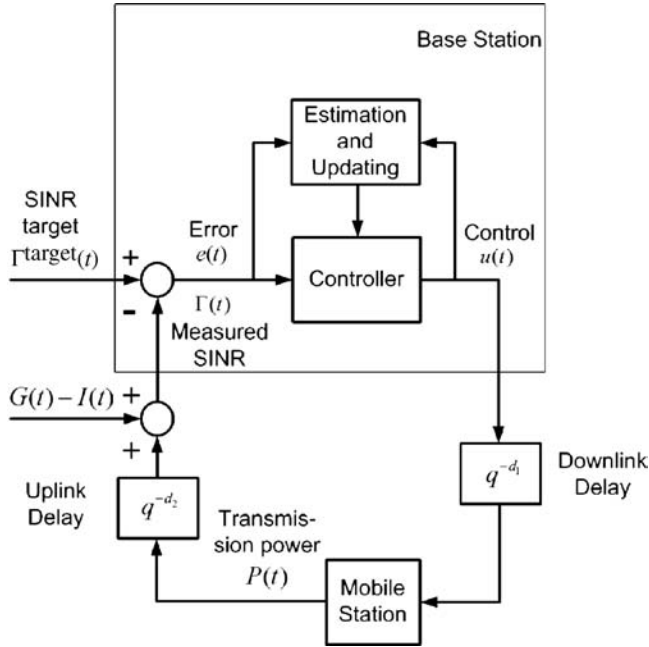 Base Station
Estimation
and
Updating
SINR
target
Γ^target(t)
Error
e(t)
Control
u(t)
+
Controller
-
Γ(t)
Measured
SINR
G(t) – I(t)
+
+
Uplink
Delay
q^-d₂
q^-d₁
Downlink
Delay
Transmis-
sion power
P(t)
Mobile
Station